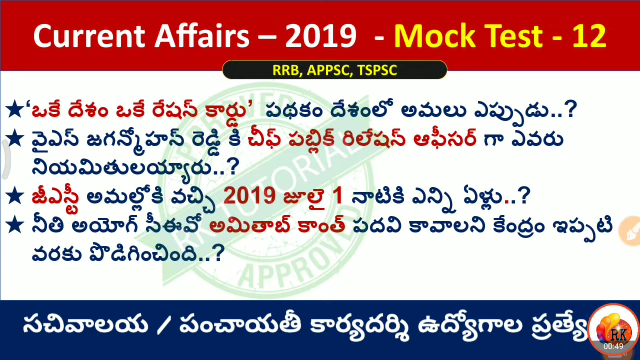 Current Affairs – 2019 - Mock Test - 12
RRB, APPSC, TSPSC
★‘ఒకే దేశం ఒకే రేషన్ కార్డు’ పథకం దేశంలో అమలు ఎప్పుడు..?
★ వైఎస్ జగన్మోహన్ రెడ్డి కి చీఫ్ పబ్లిక్ రిలేషన్ ఆఫీసర్ గా ఎవరు
నియమితులయ్యారు..?
★ జీఎస్టీ అమల్లోకి వచ్చి 2019 జూలై 1 నాటికి ఎన్ని ఏళ్లు..?
★ నీతి అయోగ్ సీఈవో అమితాబ్ కాంత్ పదవి కావాలని కేంద్రం ఇప్పటి
వరకు పొడిగించింది..?
APPROVED
సచివాలయ / పంచాయతీ కార్యదర్శి ఉద్యోగాల ప్రత్యే
00:49